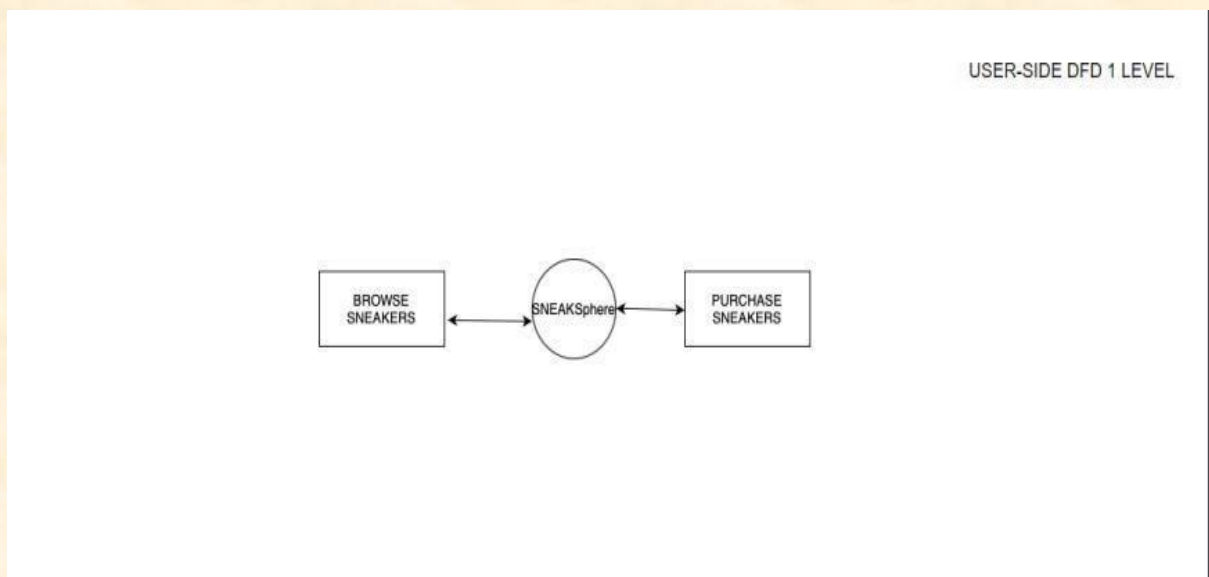 USER-SIDE DFD 1 LEVEL
BROWSE
SNEAKERS
SNEAKSphere
PURCHASE
SNEAKERS